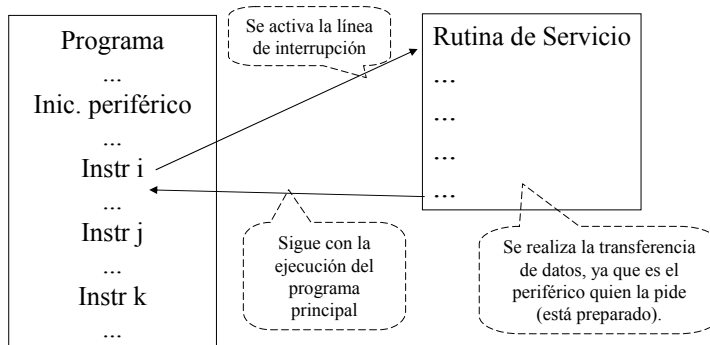 Programa
...
Inic. periférico
...
Instr i
...
Instr j
...
Instr k
...
Se activa la línea
de interrupción
Rutina de Servicio
...
...
...
...
Sigue con la
ejecución del
programa
principal
Se realiza la transferencia
de datos, ya que es el
periférico quien la pide
(está preparado).